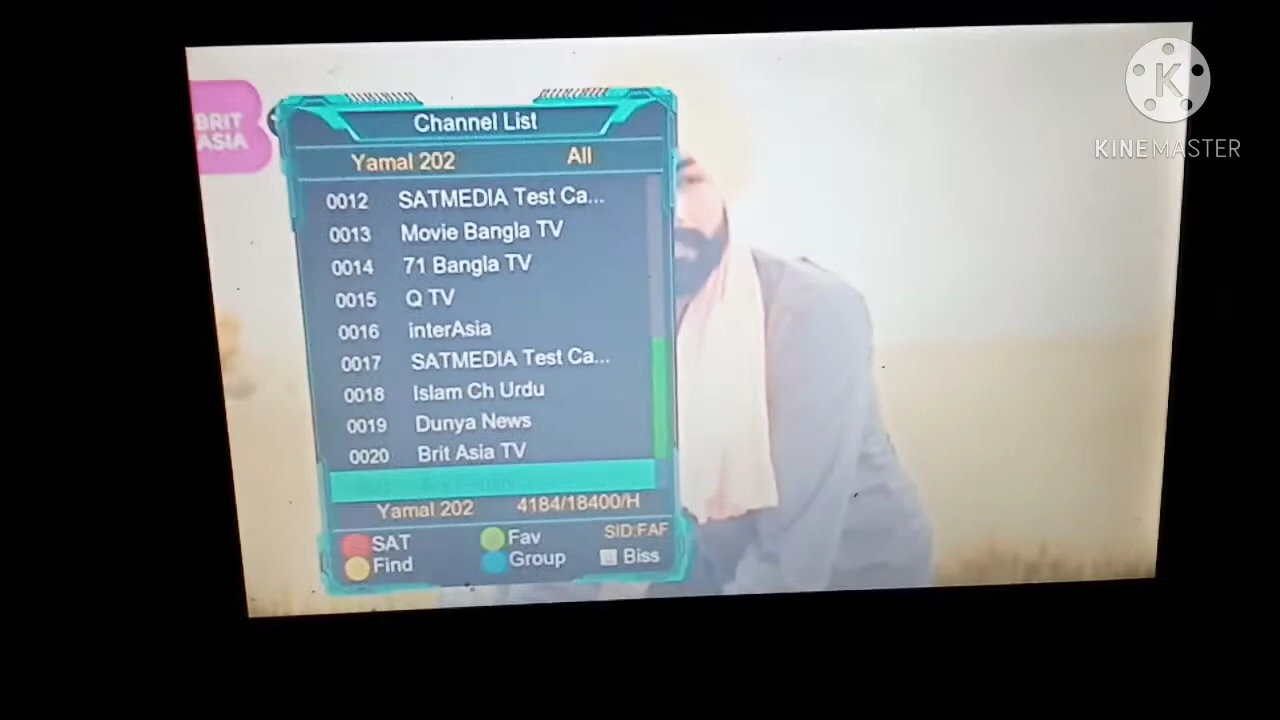 BRIT
ASIA
KINEMASTER
Channel List
Yamal 202 All
0012 SATMEDIA Test Ca...
0013 Movie Bangla TV
0014 71 Bangla TV
0015 Q TV
0016 interAsia
0017 SATMEDIA Test Ca...
0018 Islam Ch Urdu
0019 Dunya News
0020 Brit Asia TV
Yamal 202 4184/18400/H
SAT Fav SID:FAF
Find Group Biss